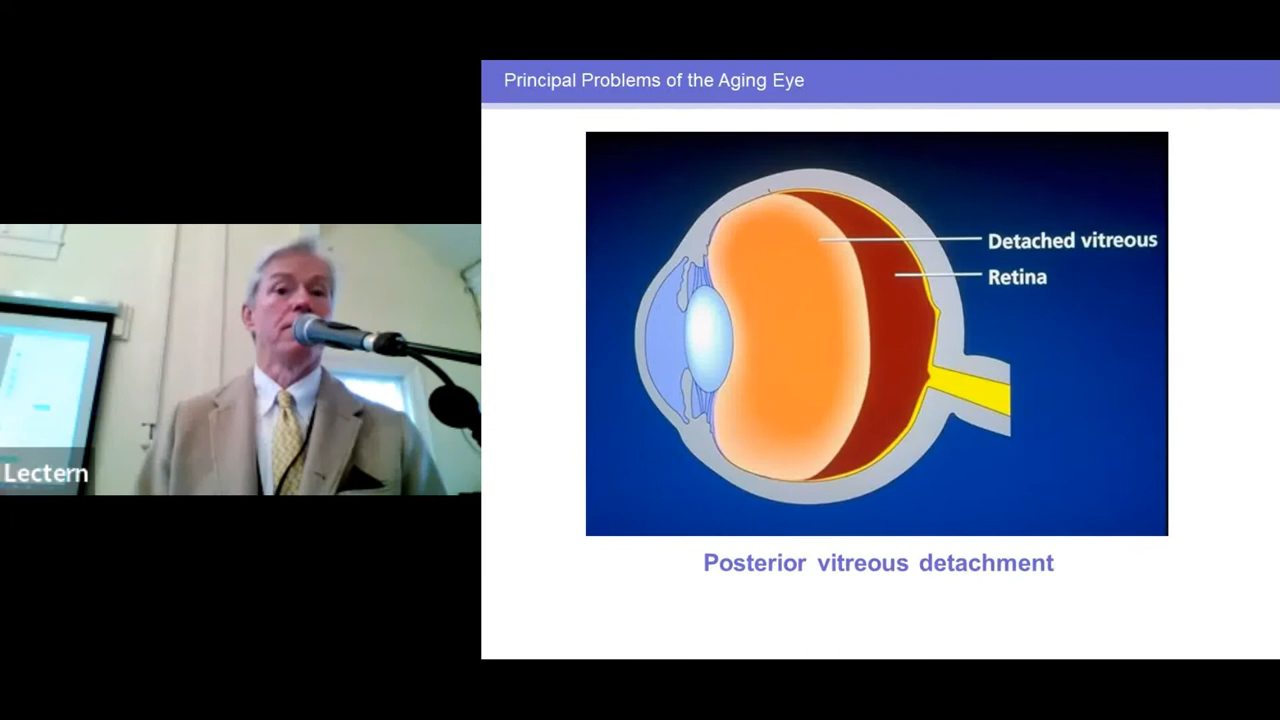 Principal Problems of the Aging Eye
Detached vitreous
Retina
Lectern
Posterior vitreous detachment